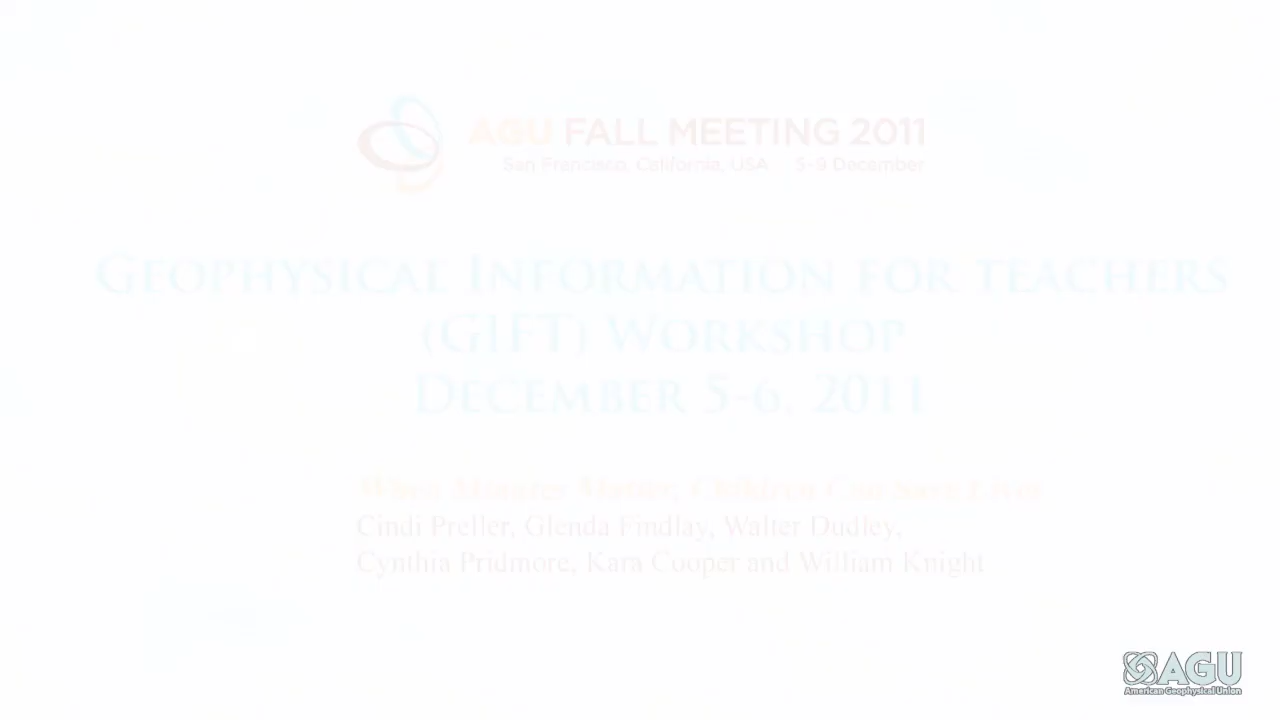 AGU FALL MEETING 2011
San Francisco, California, USA 5–9 December
GEOPHYSICAL INFORMATION FOR TEACHERS
(GIFT) WORKSHOP
DECEMBER 5-6, 2011
When Minutes Matter, Children Can Save Lives
Cindi Preller, Glenda Findlay, Walter Dudley,
Cynthia Pridmore, Kara Cooper and William Knight
AGU
American Geophysical Union